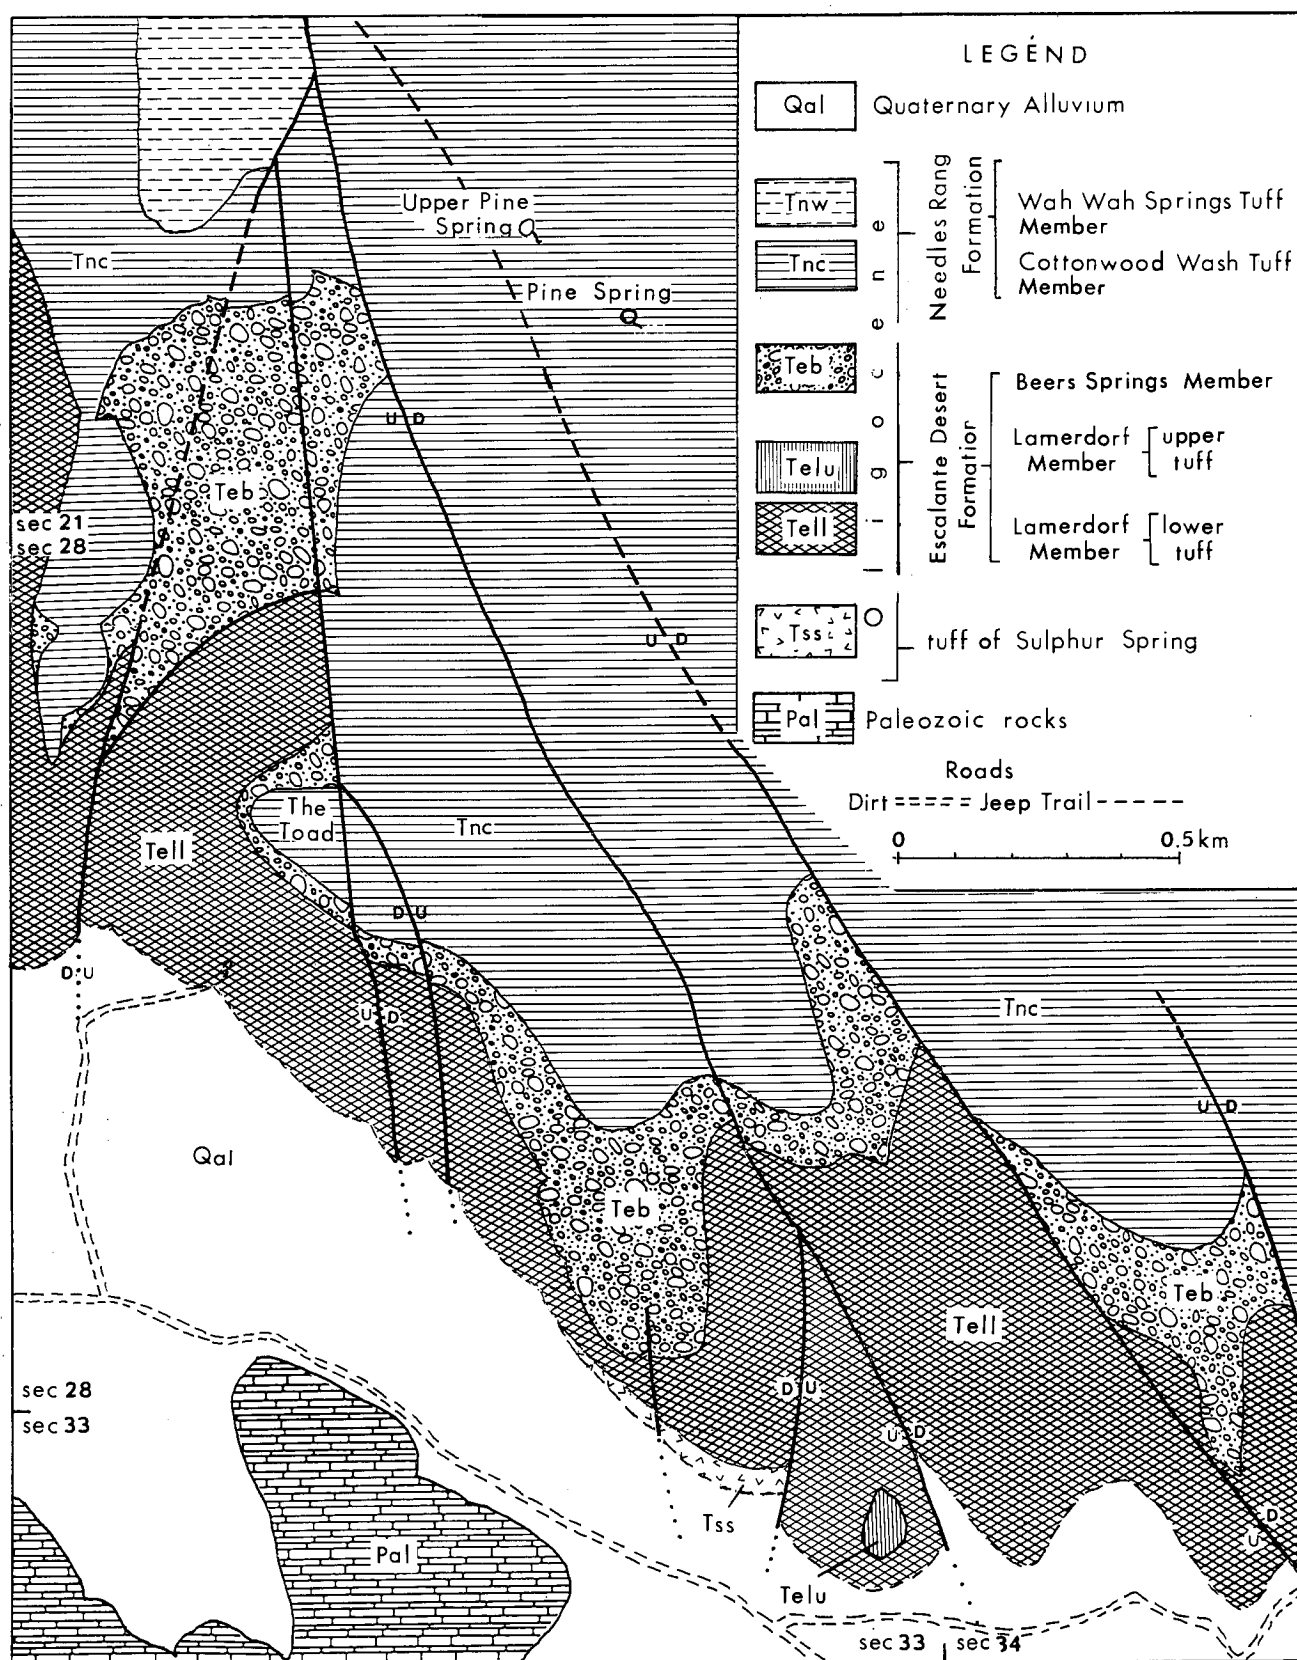 LEGÉND
Qal Quaternary Alluvium
Tnw Wah Wah Springs Tuff
Member
Tnc Cottonwood Wash Tuff
Member
Needles Rang
Formation
Teb Beers Springs Member
Telu Lamerdorf upper
Member tuff
Tell Lamerdorf lower
Member tuff
Escalante Desert
Formation
Oligocene
Tss tuff of Sulphur Spring
Pal Paleozoic rocks
Roads
Dirt Jeep Trail
0 0.5 km
Upper Pine
Spring
Tnc
Pine Spring
U D
Teb
sec 21
sec 28
U D
The
Toad
Tnc
Tell
D U
D U
U D
Tnc
U D
Qal
Teb
Teb
Tell
D U
sec 28
sec 33
U D
Tss
Pal
D
U
Telu
sec 33 sec 34